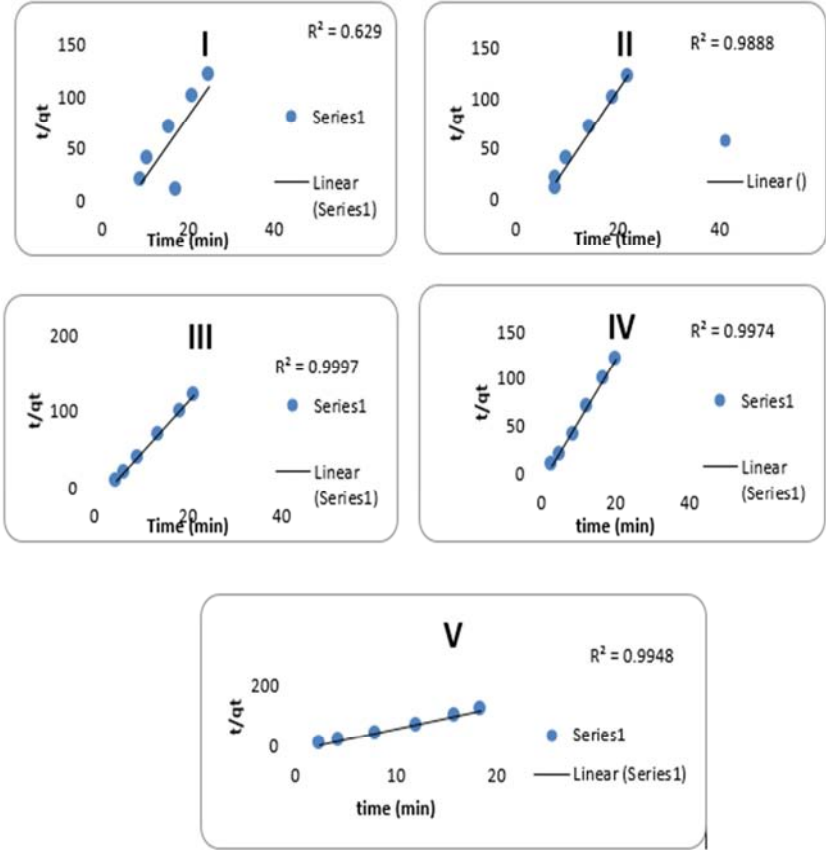 I
R² = 0.629
150
100
50
0
t/qt
0 20 40
Time (min)
Series1
Linear
(Series1)
II
R² = 0.9888
150
100
50
0
t/qt
0 20 40
Time (time)
Linear ()
III
R² = 0.9997
200
100
0
t/qt
0 20 40
Time (min)
Series1
Linear
(Series1)
IV
R² = 0.9974
150
100
50
0
t/qt
0 20 40
time (min)
Series1
Linear
(Series1)
V
R² = 0.9948
200
0
t/qt
0 10 20
time (min)
Series1
Linear (Series1)